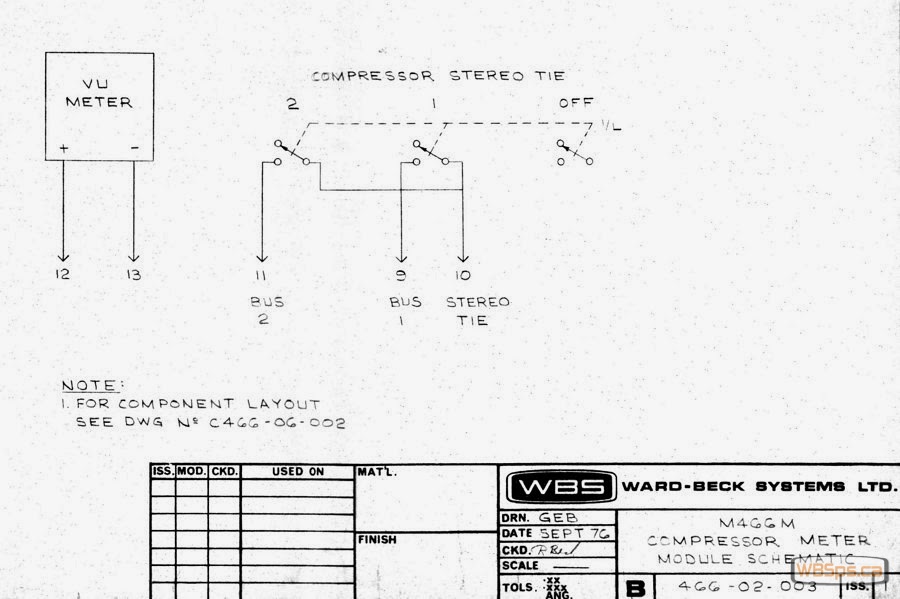 VU
METER
+ -
COMPRESSOR STEREO TIE
2 1 OFF
I/L
12 13 11 9 10
BUS
2
BUS
1
STEREO
TIE
NOTE:
1. FOR COMPONENT LAYOUT
SEE DWG Nº C466-06-002
ISS. MOD. CKD. USED ON
MAT'L.
FINISH
WBS WARD-BECK SYSTEMS LTD.
DRN. GEB
DATE SEPT 76
CKD.
SCALE —
TOLS. .XX
.XXX
ANG.
M466M
COMPRESSOR METER
MODULE SCHEMATIC
B 466-02-003 ISS. 1
WBSps.ca